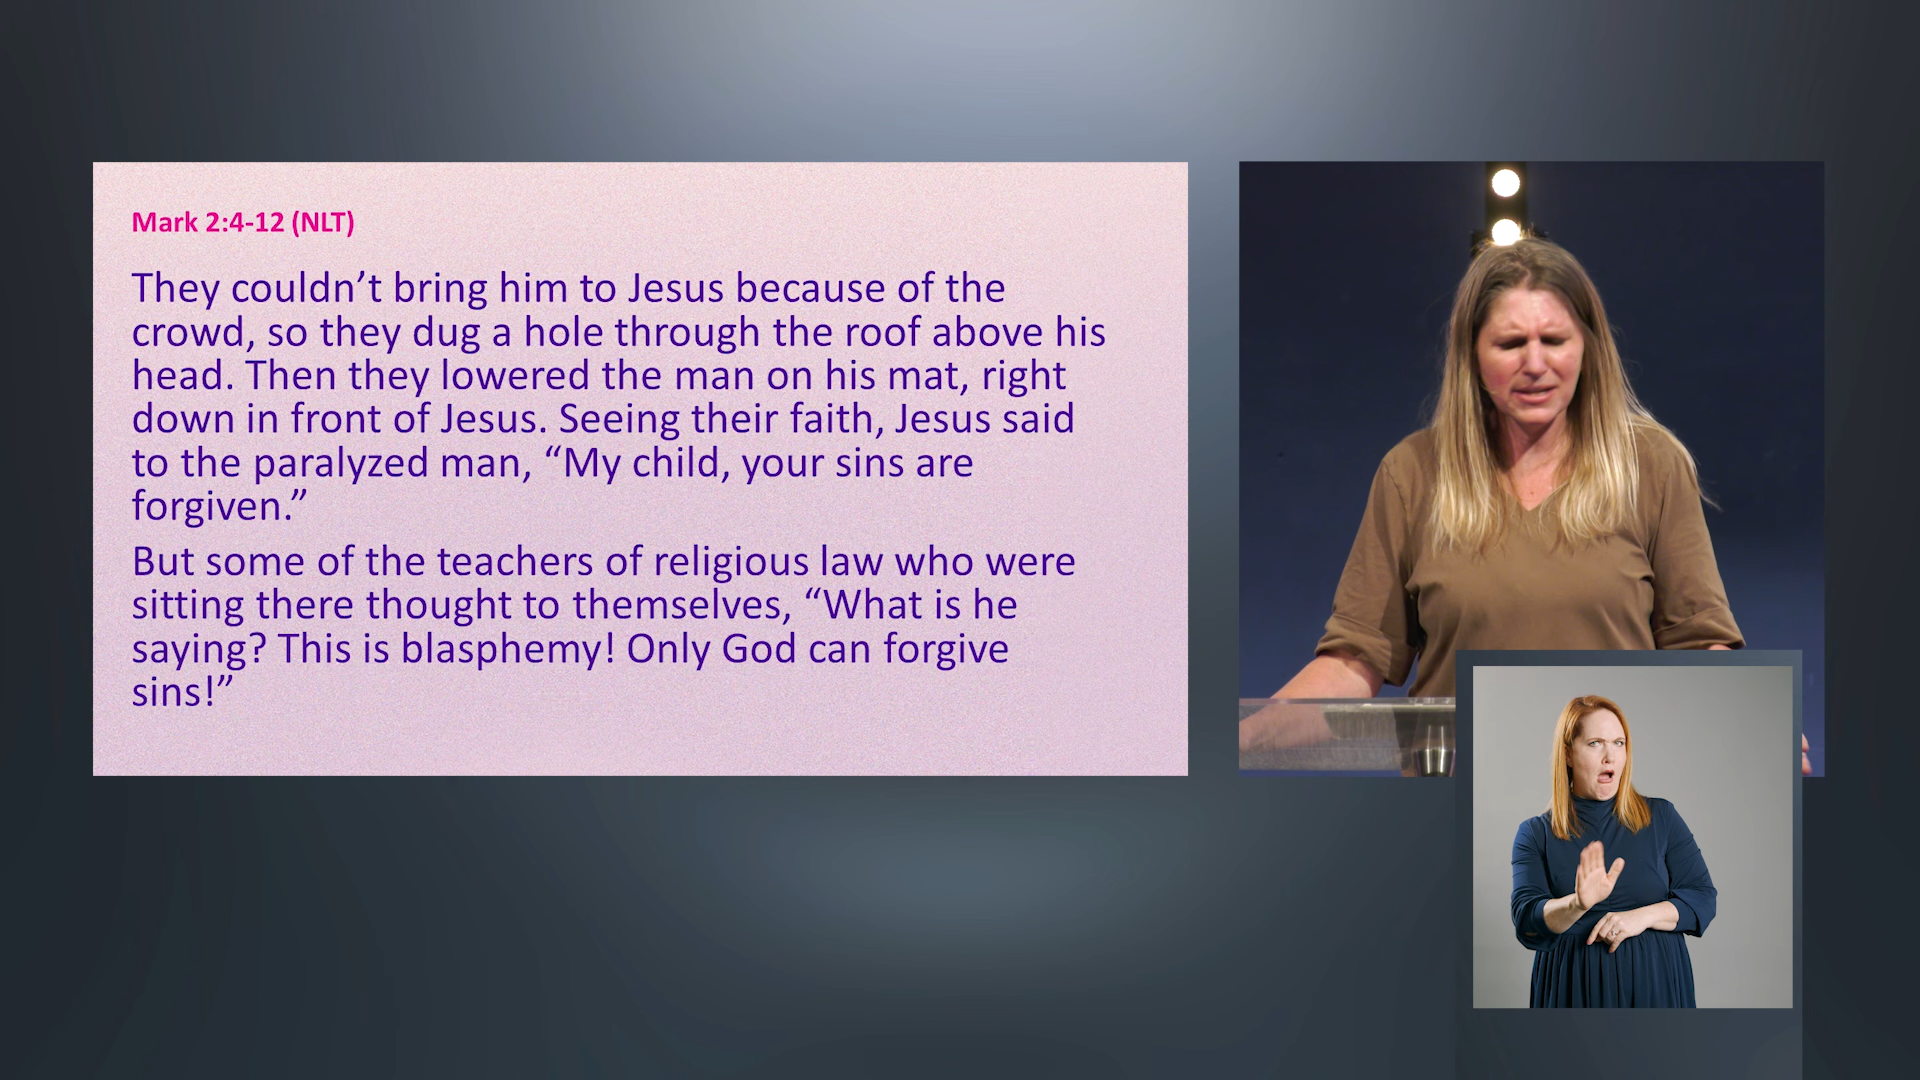 Mark 2:4-12 (NLT)
They couldn’t bring him to Jesus because of the
crowd, so they dug a hole through the roof above his
head. Then they lowered the man on his mat, right
down in front of Jesus. Seeing their faith, Jesus said
to the paralyzed man, “My child, your sins are
forgiven.”
But some of the teachers of religious law who were
sitting there thought to themselves, “What is he
saying? This is blasphemy! Only God can forgive
sins!”